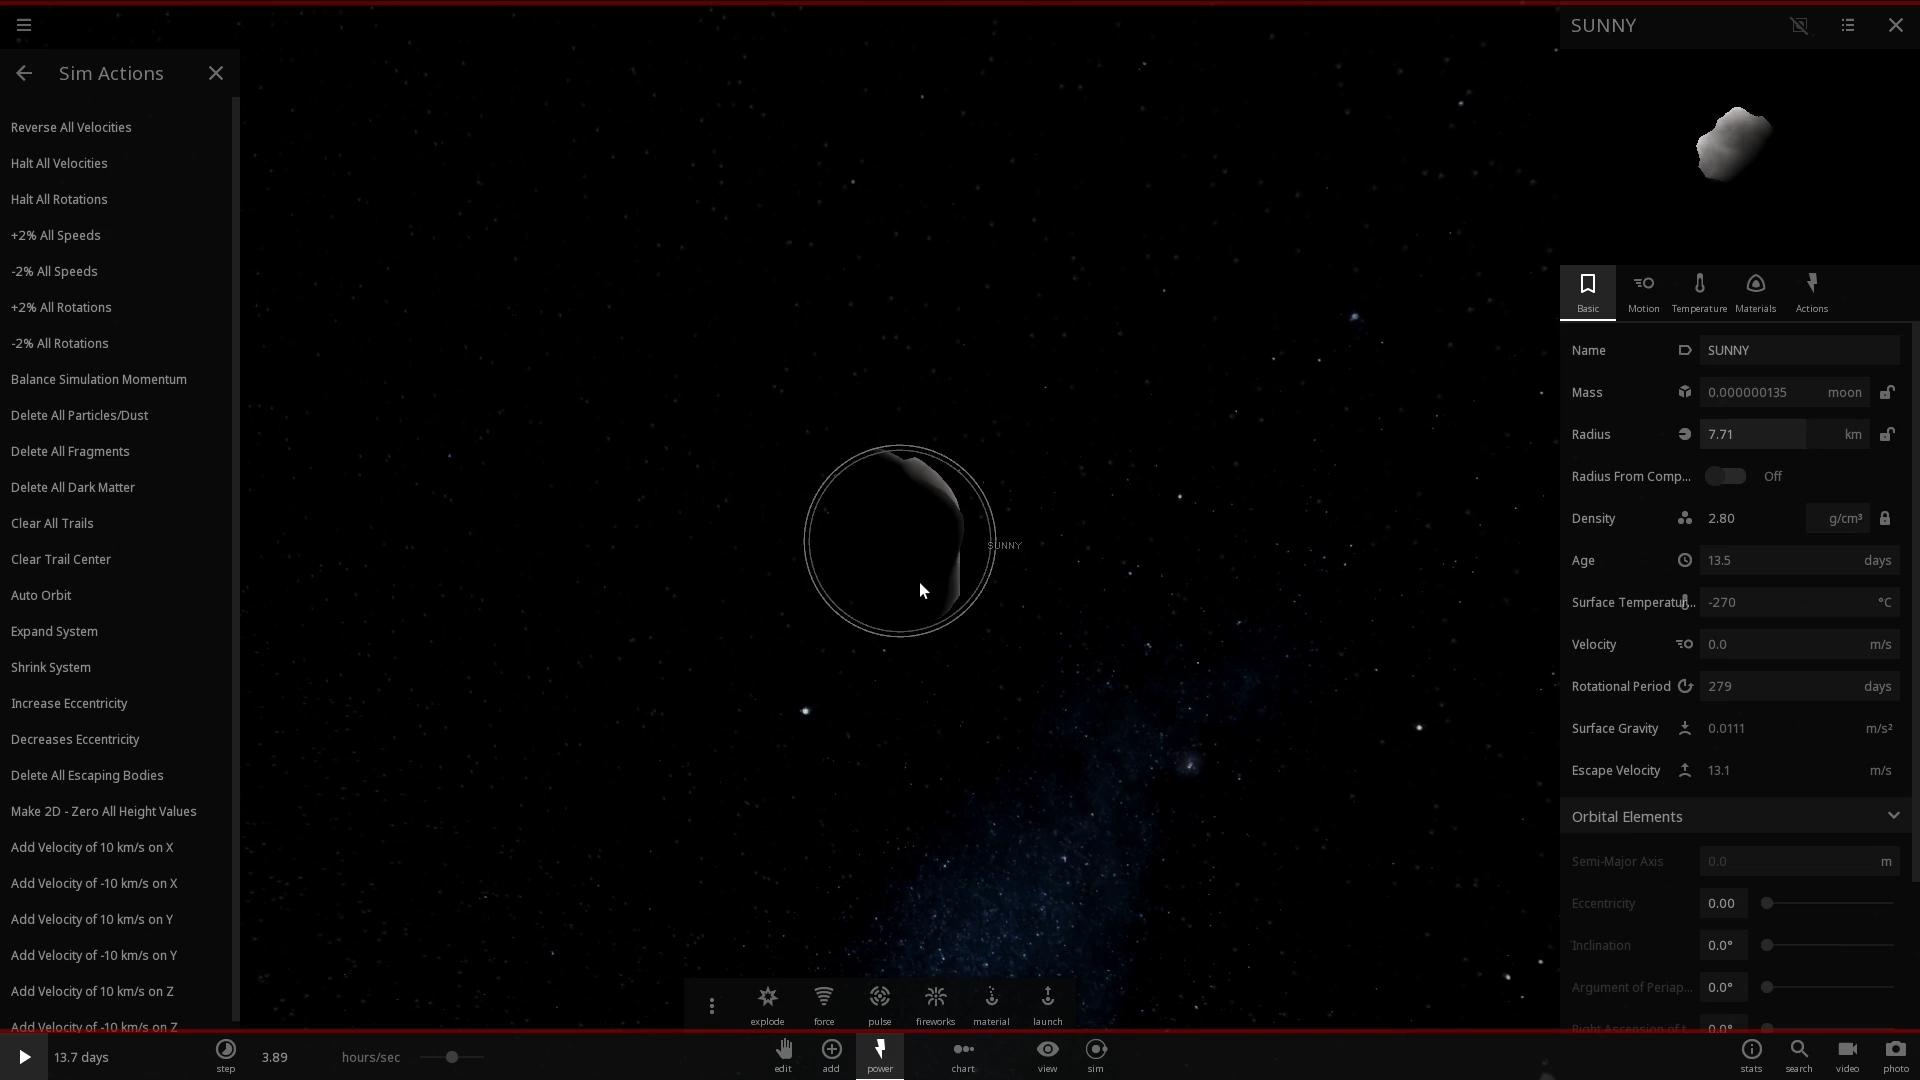 SUNNY
Sim Actions
Reverse All Velocities
Halt All Velocities
Halt All Rotations
+2% All Speeds
-2% All Speeds
+2% All Rotations
-2% All Rotations
Balance Simulation Momentum
Delete All Particles/Dust
Delete All Fragments
Delete All Dark Matter
Clear All Trails
Clear Trail Center
Auto Orbit
Expand System
Shrink System
Increase Eccentricity
Decreases Eccentricity
Delete All Escaping Bodies
Make 2D - Zero All Height Values
Add Velocity of 10 km/s on X
Add Velocity of -10 km/s on X
Add Velocity of 10 km/s on Y
Add Velocity of -10 km/s on Y
Add Velocity of 10 km/s on Z
Add Velocity of -10 km/s on Z
SUNNY
Basic Motion Temperature Materials Actions
Name SUNNY
Mass 0.000000135 moon
Radius 7.71 km
Radius From Comp... Off
Density 2.80 g/cm³
Age 13.5 days
Surface Temperatur... -270 °C
Velocity 0.0 m/s
Rotational Period 279 days
Surface Gravity 0.0111 m/s²
Escape Velocity 13.1 m/s
Orbital Elements
Semi-Major Axis 0.0 m
Eccentricity 0.00
Inclination 0.0°
Argument of Periap... 0.0°
Right Ascension of t... 0.0°
explode force pulse fireworks material launch
13.7 days step 3.89 hours/sec edit add power chart view sim stats search video photo